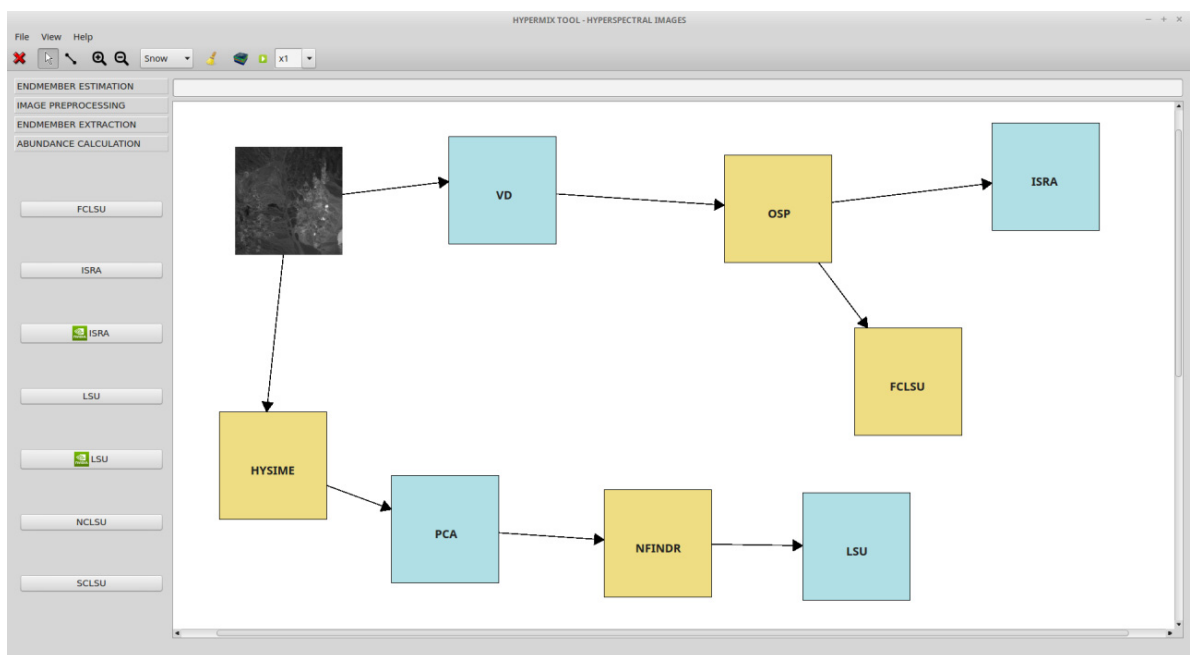 HYPERMIX TOOL - HYPERSPECTRAL IMAGES
File View Help
Snow x1
ENDMEMBER ESTIMATION
IMAGE PREPROCESSING
ENDMEMBER EXTRACTION
ABUNDANCE CALCULATION
FCLSU
ISRA
ISRA
LSU
LSU
NCLSU
SCLSU
VD
OSP
ISRA
FCLSU
HYSIME
PCA
NFINDR
LSU